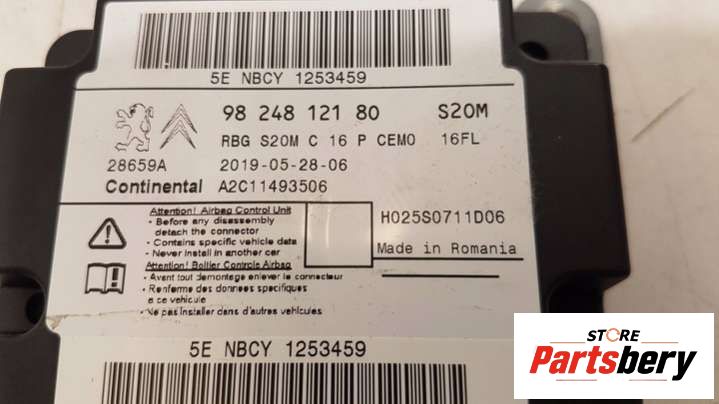 5E NBCY 1253459
98 248 121 80 S20M
RBG S20M C 16 P CEMO 16FL
28659A 2019-05-28-06
Continental A2C11493506
Attention! Airbag Control Unit
• Before any disassembly
detach the connector
• Contains specific vehicle data
• Never install in another car
Attention! Boitier Controle Airbag
• Avant tout demontage enlever le connecteur
• Renferme des donnees specifiques
a ce vehicule
• Ne pas installer dans d'autres vehicules
H025S0711D06
Made in Romania
5E NBCY 1253459
STORE
Partsbery